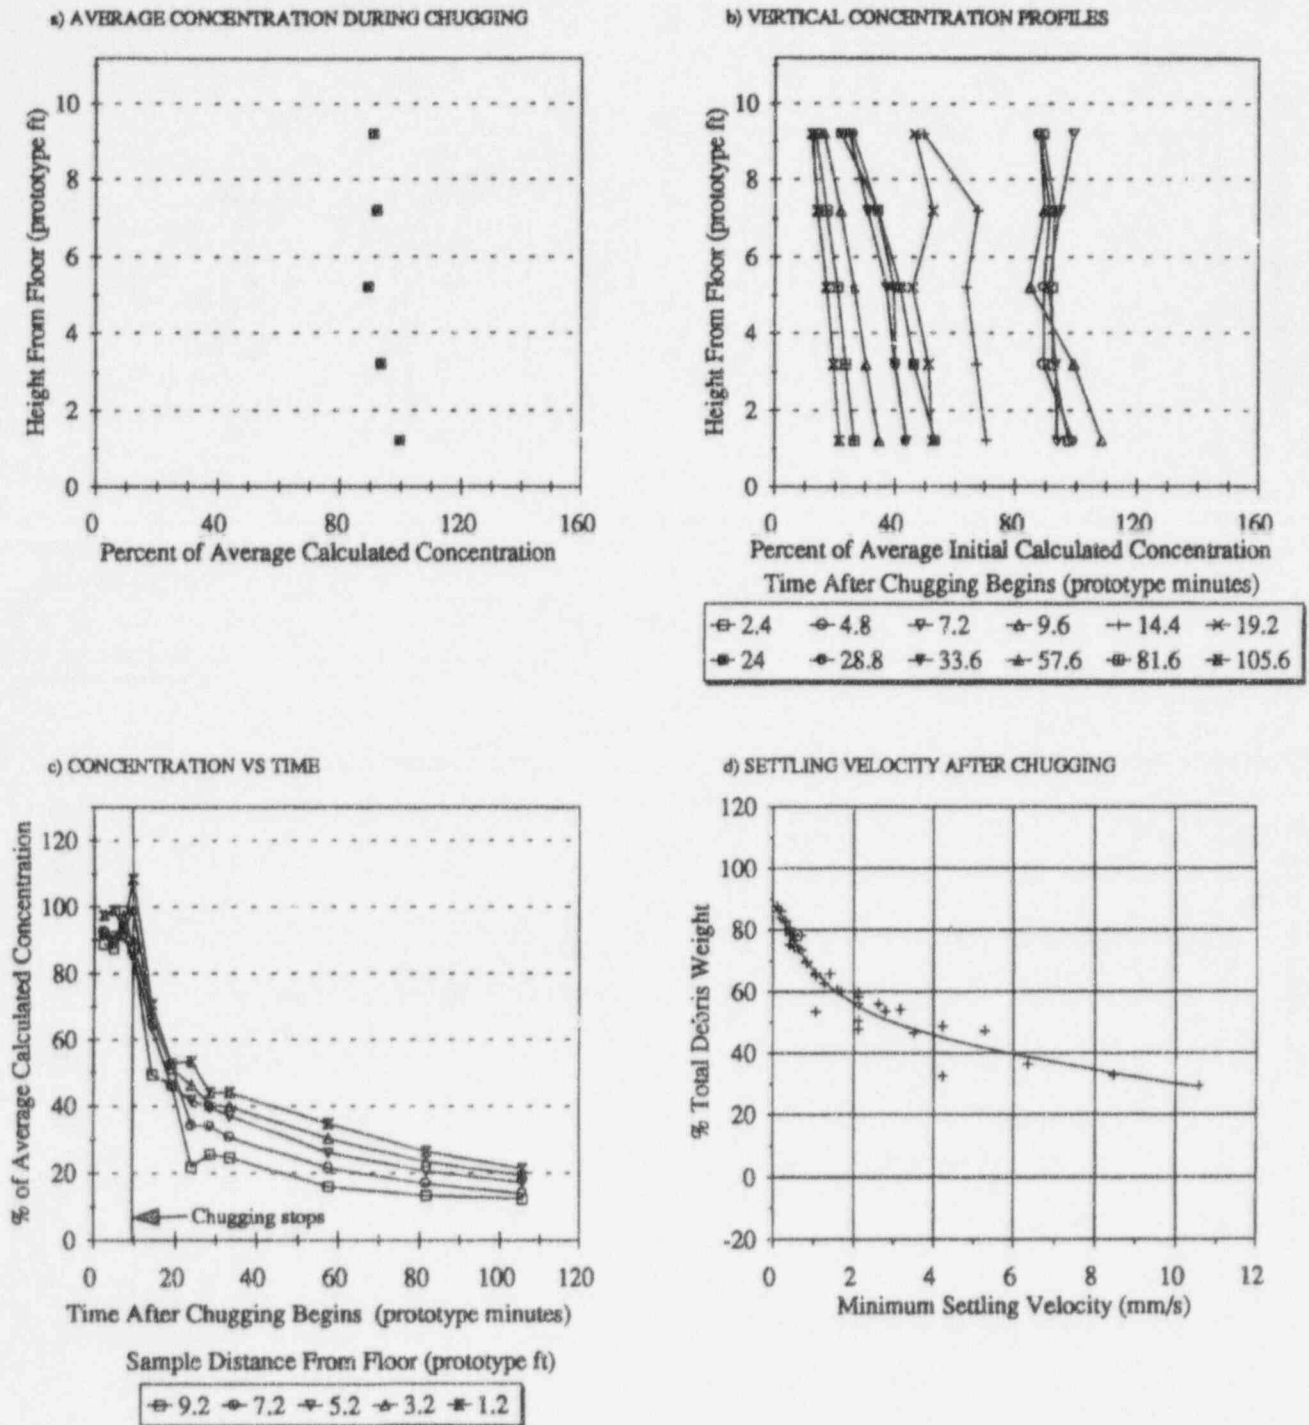 a) AVERAGE CONCENTRATION DURING CHUGGING
Height From Floor (prototype ft)
10
8
6
4
2
0
0 40 80 120 160
Percent of Average Calculated Concentration
b) VERTICAL CONCENTRATION PROFILES
Height From Floor (prototype ft)
10
8
6
4
2
0
0 40 80 120 160
Percent of Average Initial Calculated Concentration
Time After Chugging Begins (prototype minutes)
2.4 4.8 7.2 9.6 14.4 19.2
24 28.8 33.6 57.6 81.6 105.6
c) CONCENTRATION VS TIME
% of Average Calculated Concentration
120
100
80
60
40
20
0
Chugging stops
0 20 40 60 80 100 120
Time After Chugging Begins (prototype minutes)
Sample Distance From Floor (prototype ft)
9.2 7.2 5.2 3.2 1.2
d) SETTLING VELOCITY AFTER CHUGGING
% Total Debris Weight
120
100
80
60
40
20
0
-20
0 2 4 6 8 10 12
Minimum Settling Velocity (mm/s)